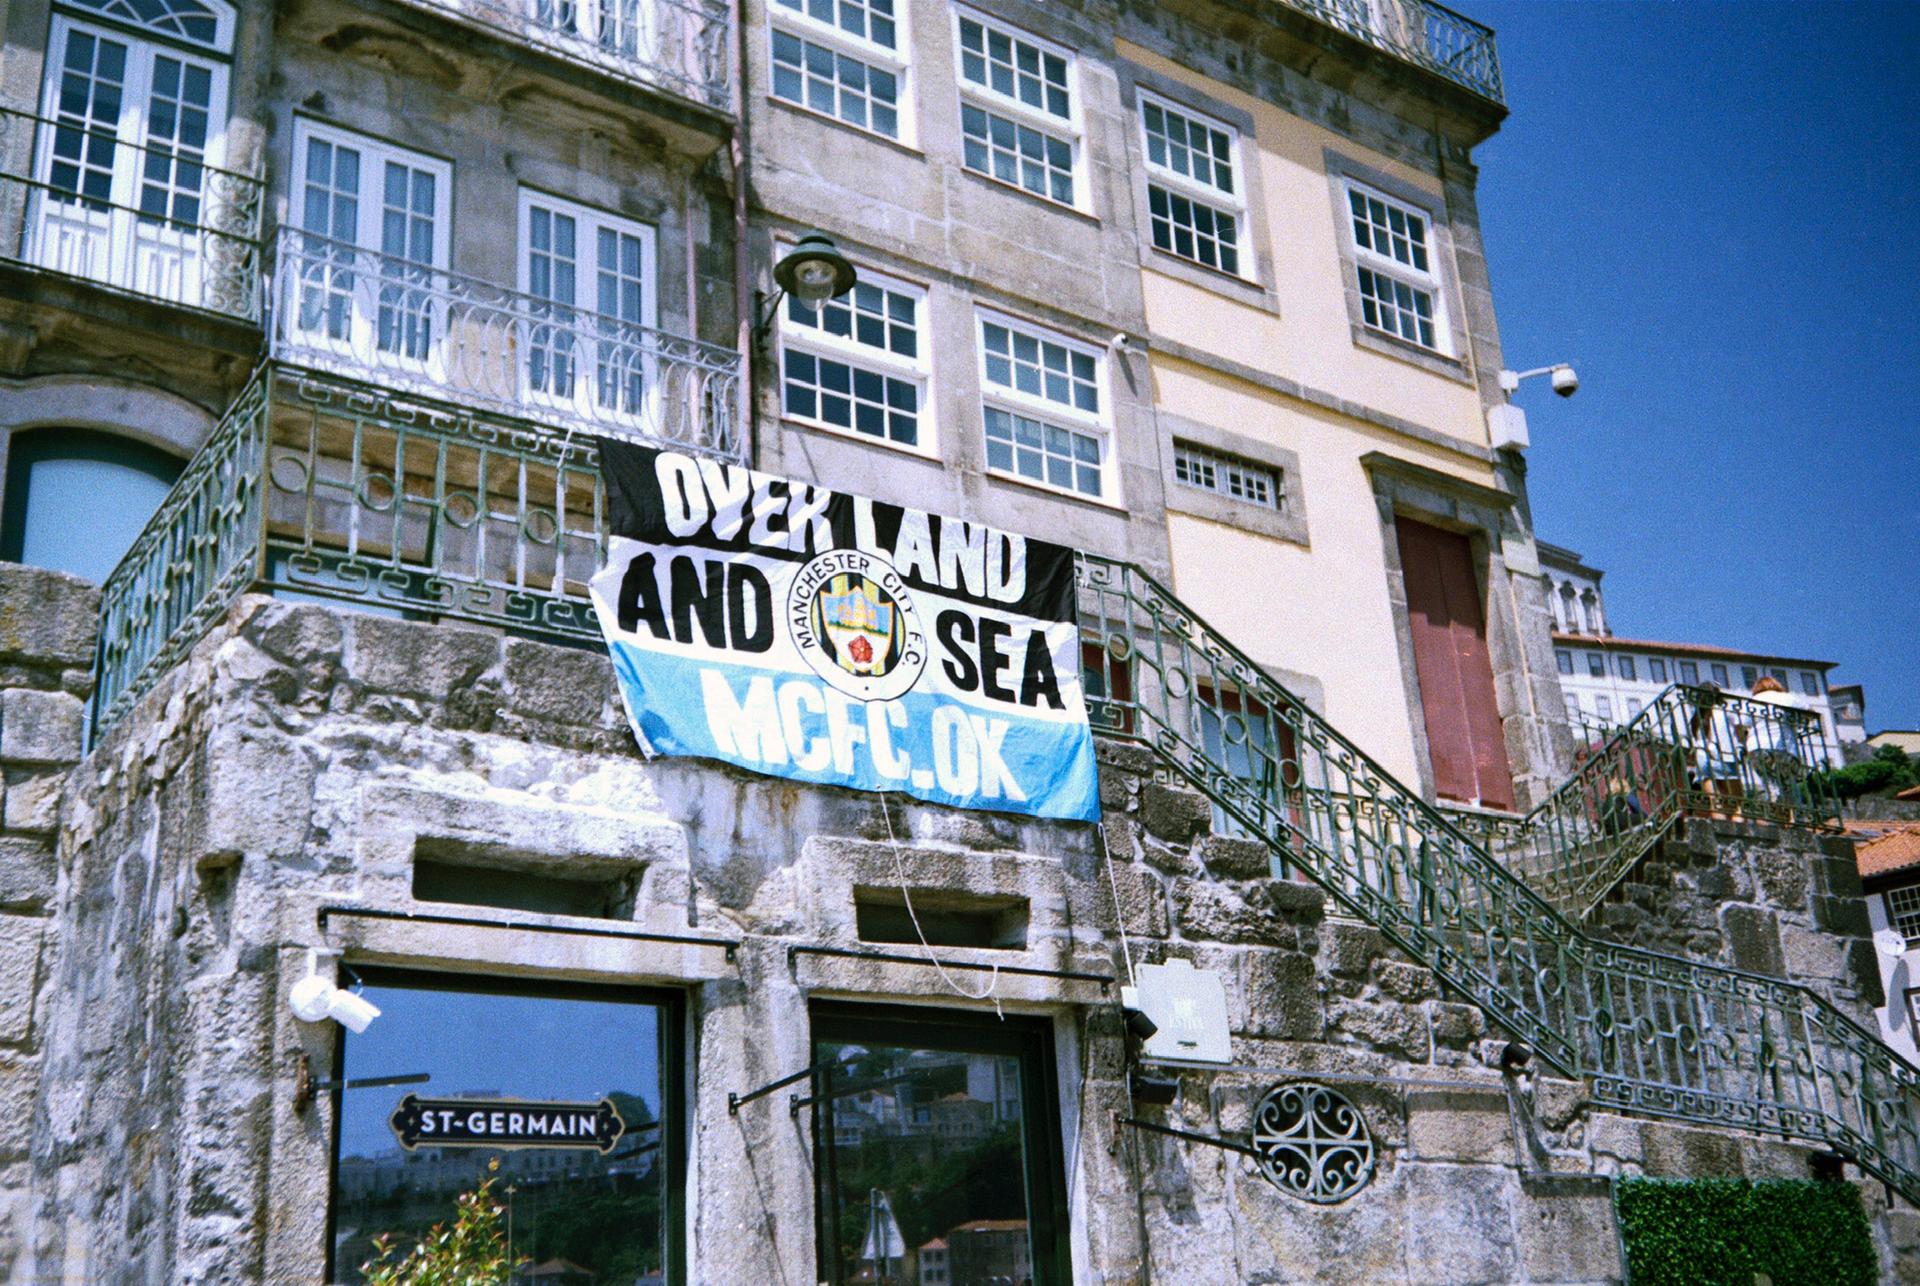 OVER LAND
AND SEA
MANCHESTER CITY F.C.
MCFC.OK
ST~GERMAIN